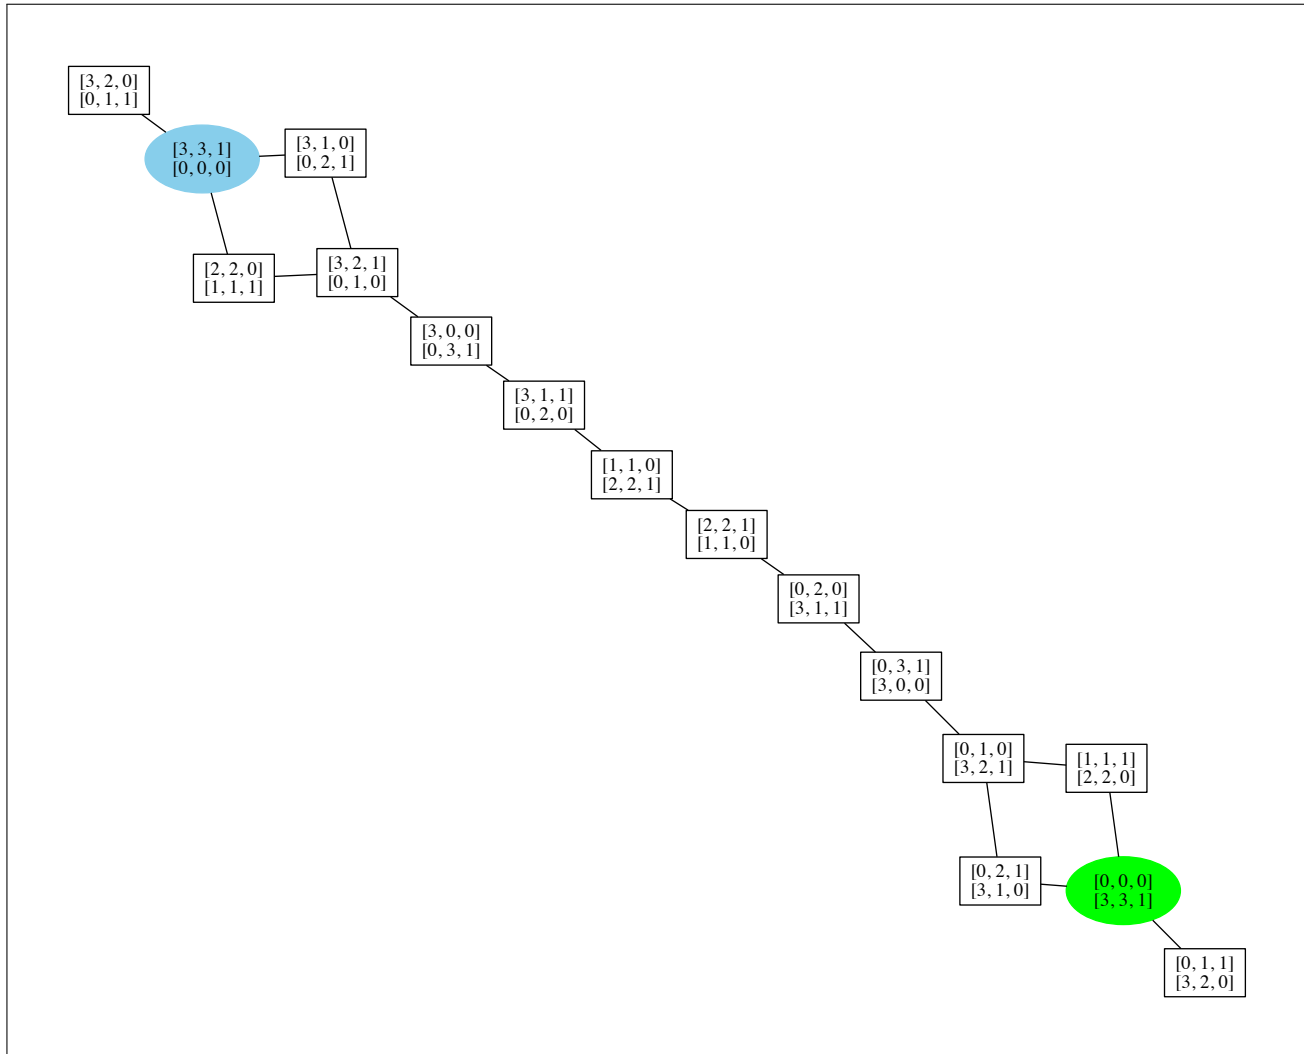 [3, 2, 0]
[0, 1, 1]
[3, 3, 1]
[0, 0, 0]
[3, 1, 0]
[0, 2, 1]
[2, 2, 0]
[1, 1, 1]
[3, 2, 1]
[0, 1, 0]
[3, 0, 0]
[0, 3, 1]
[3, 1, 1]
[0, 2, 0]
[1, 1, 0]
[2, 2, 1]
[2, 2, 1]
[1, 1, 0]
[0, 2, 0]
[3, 1, 1]
[0, 3, 1]
[3, 0, 0]
[0, 1, 0]
[3, 2, 1]
[1, 1, 1]
[2, 2, 0]
[0, 2, 1]
[3, 1, 0]
[0, 0, 0]
[3, 3, 1]
[0, 1, 1]
[3, 2, 0]